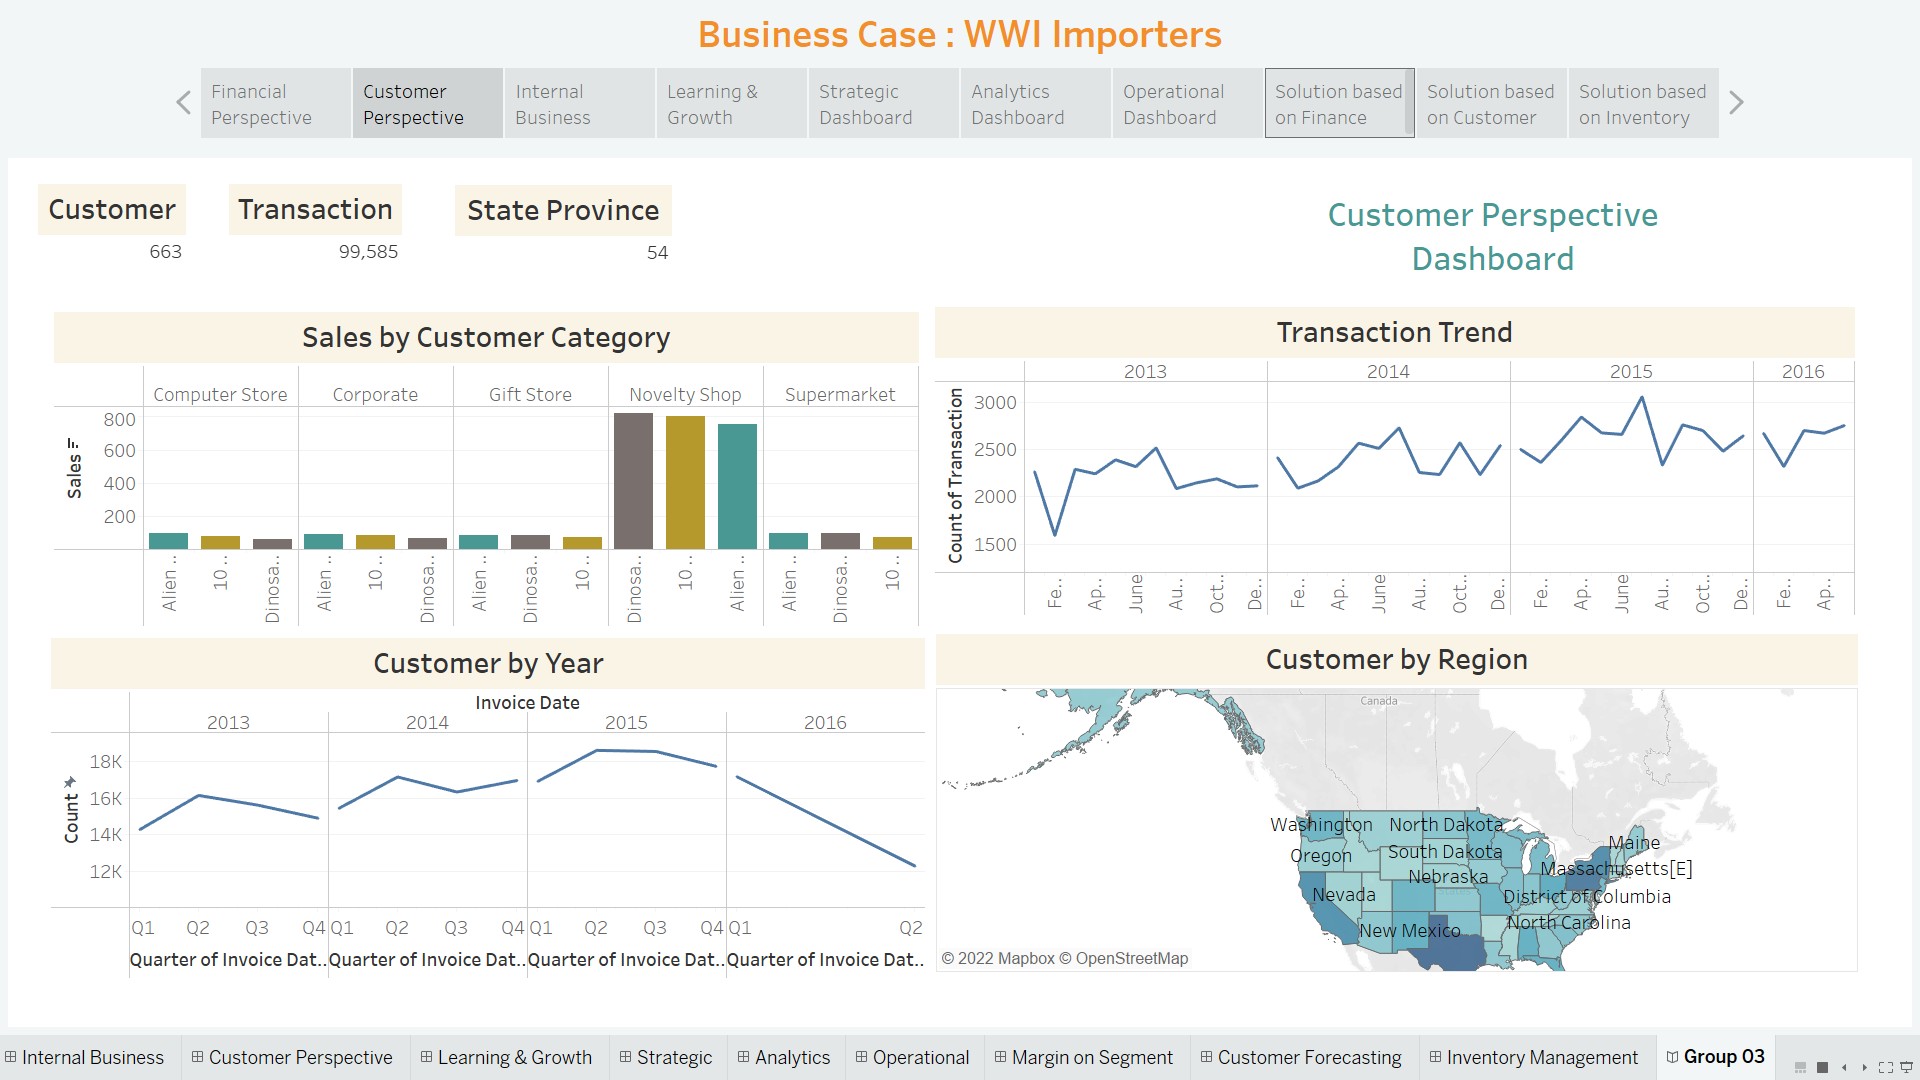 Business Case : WWI Importers
Financial Perspective
Customer Perspective
Internal Business
Learning & Growth
Strategic Dashboard
Analytics Dashboard
Operational Dashboard
Solution based on Finance
Solution based on Customer
Solution based on Inventory
Customer
663
Transaction
99,585
State Province
54
Customer Perspective
Dashboard
Sales by Customer Category
Computer Store Corporate Gift Store Novelty Shop Supermarket
Sales
800
600
400
200
Alien .. 10 .. Dinosa.. Alien .. 10 .. Dinosa.. Alien .. Dinosa.. 10 .. Dinosa.. 10 .. Alien .. Alien .. Dinosa.. 10 ..
Transaction Trend
2013 2014 2015 2016
Count of Transaction
3000
2500
2000
1500
Fe.. Ap.. June Au.. Oct.. De.. Fe.. Ap.. June Au.. Oct.. De.. Fe.. Ap.. June Au.. Oct.. De.. Fe.. Ap..
Customer by Year
Invoice Date
2013 2014 2015 2016
Count
18K
16K
14K
12K
Q1 Q2 Q3 Q4 Q1 Q2 Q3 Q4 Q1 Q2 Q3 Q4 Q1 Q2
Quarter of Invoice Dat.. Quarter of Invoice Dat.. Quarter of Invoice Dat.. Quarter of Invoice Dat..
Customer by Region
Canada
Washington North Dakota
Maine
Oregon South Dakota
Massachusetts[E]
Nebraska
Nevada District of Columbia
New Mexico North Carolina
© 2022 Mapbox © OpenStreetMap
Internal Business Customer Perspective Learning & Growth Strategic Analytics Operational Margin on Segment Customer Forecasting Inventory Management Group 03